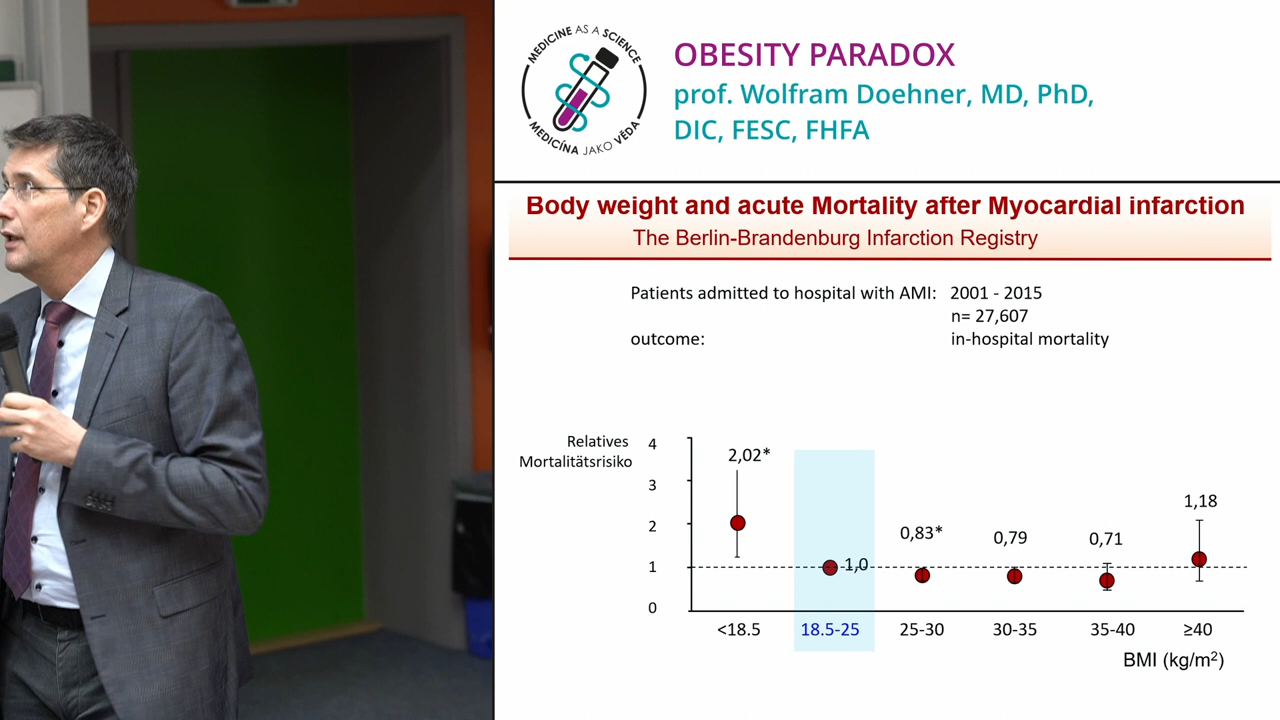 MEDICINE AS A SCIENCE
MEDICÍNA JAKO VĚDA
OBESITY PARADOX
prof. Wolfram Doehner, MD, PhD,
DIC, FESC, FHFA
Body weight and acute Mortality after Myocardial infarction
The Berlin-Brandenburg Infarction Registry
Patients admitted to hospital with AMI: 2001 - 2015
n= 27,607
outcome: in-hospital mortality
Relatives
Mortalitätsrisiko
4
3
2
1
0
2,02*
1,0
0,83*
0,79
0,71
1,18
<18.5 18.5-25 25-30 30-35 35-40 ≥40
BMI (kg/m²)